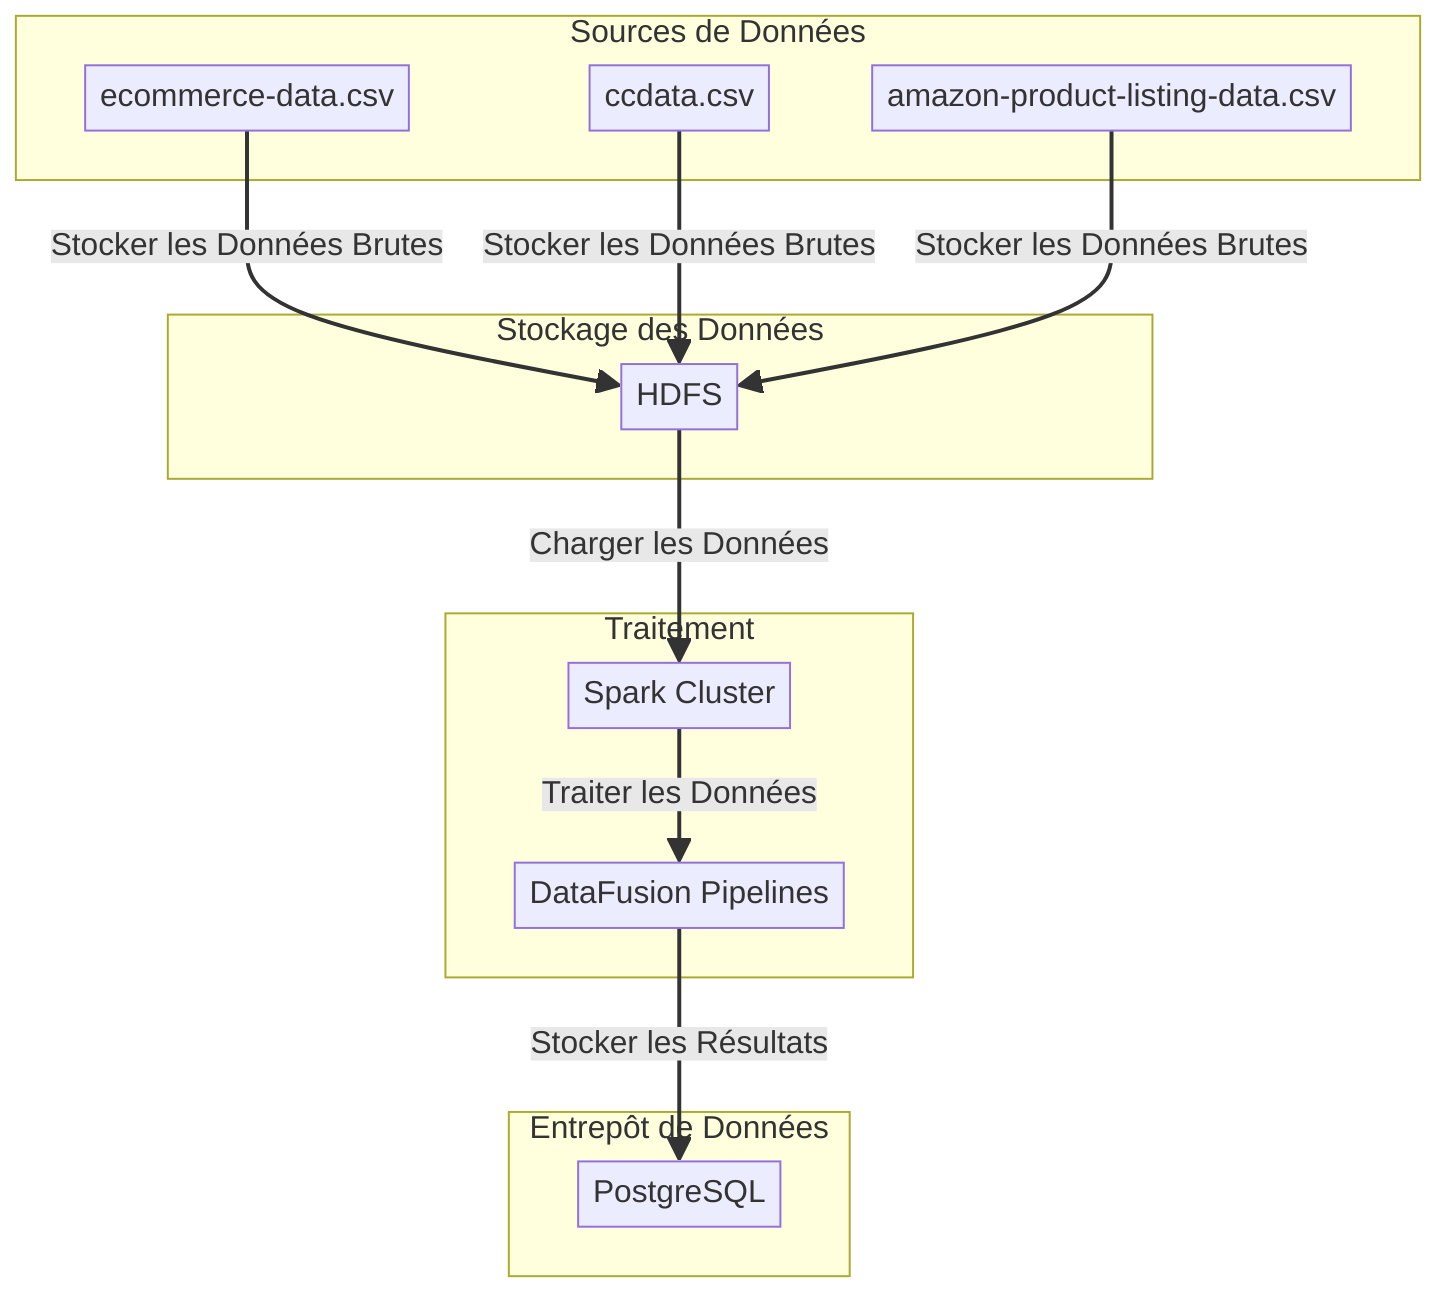 Sources de Données
ecommerce-data.csv
ccdata.csv
amazon-product-listing-data.csv
Stocker les Données Brutes
Stocker les Données Brutes
Stocker les Données Brutes
Stockage des Données
HDFS
Charger les Données
Traitement
Spark Cluster
Traiter les Données
DataFusion Pipelines
Stocker les Résultats
Entrepôt de Données
PostgreSQL